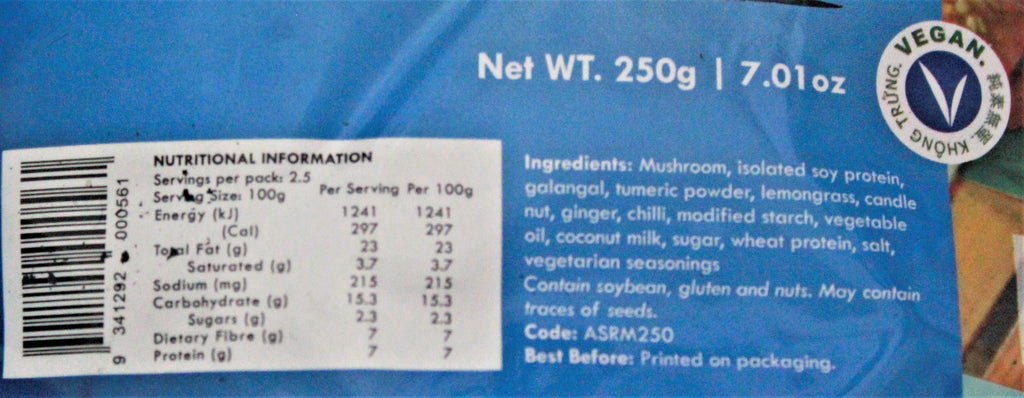 Net WT. 250g | 7.01oz
VEGAN.
純素無蛋
KHÔNG TRỨNG.
NUTRITIONAL INFORMATION
Servings per pack: 2.5
Serving Size: 100g Per Serving Per 100g
Energy (kJ) 1241 1241
(Cal) 297 297
Total Fat (g) 23 23
Saturated (g) 3.7 3.7
Sodium (mg) 215 215
Carbohydrate (g) 15.3 15.3
Sugars (g) 2.3 2.3
Dietary Fibre (g) 7 7
Protein (g) 7 7
9 341292 000561
Ingredients: Mushroom, isolated soy protein,
galangal, tumeric powder, lemongrass, candle
nut, ginger, chilli, modified starch, vegetable
oil, coconut milk, sugar, wheat protein, salt,
vegetarian seasonings
Contain soybean, gluten and nuts. May contain
traces of seeds.
Code: ASRM250
Best Before: Printed on packaging.